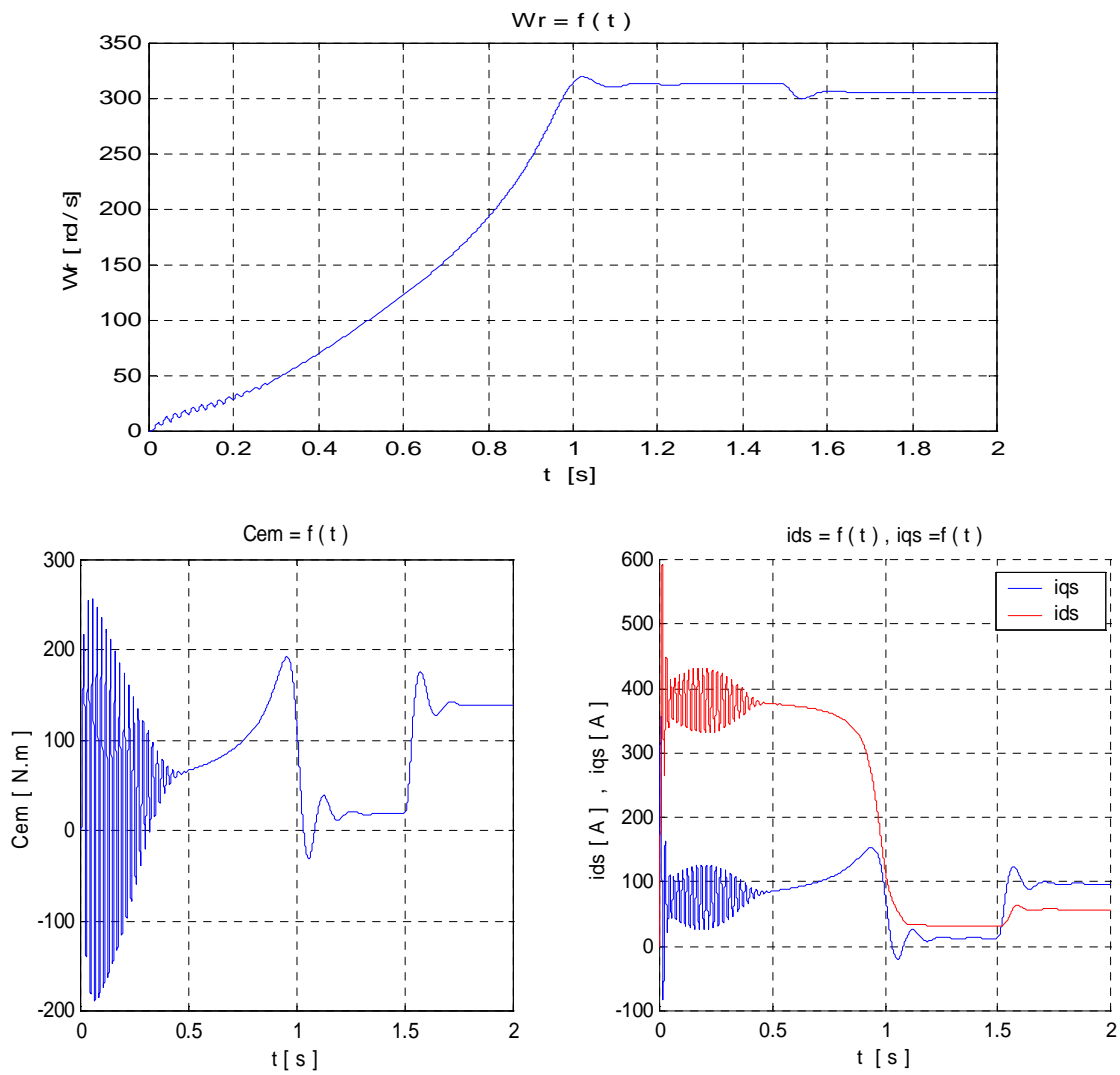 Wr = f ( t )
350
300
250
200
150
100
50
0
Wr [ rd / s ]
0 0.2 0.4 0.6 0.8 1 1.2 1.4 1.6 1.8 2
t [s]
Cem = f ( t )
300
200
100
0
-100
-200
Cem [ N.m ]
0 0.5 1 1.5 2
t [ s ]
ids = f ( t ) , iqs =f ( t )
600
500
400
300
200
100
0
-100
ids [ A ] , iqs [ A ]
iqs
ids
0 0.5 1 1.5 2
t [ s ]